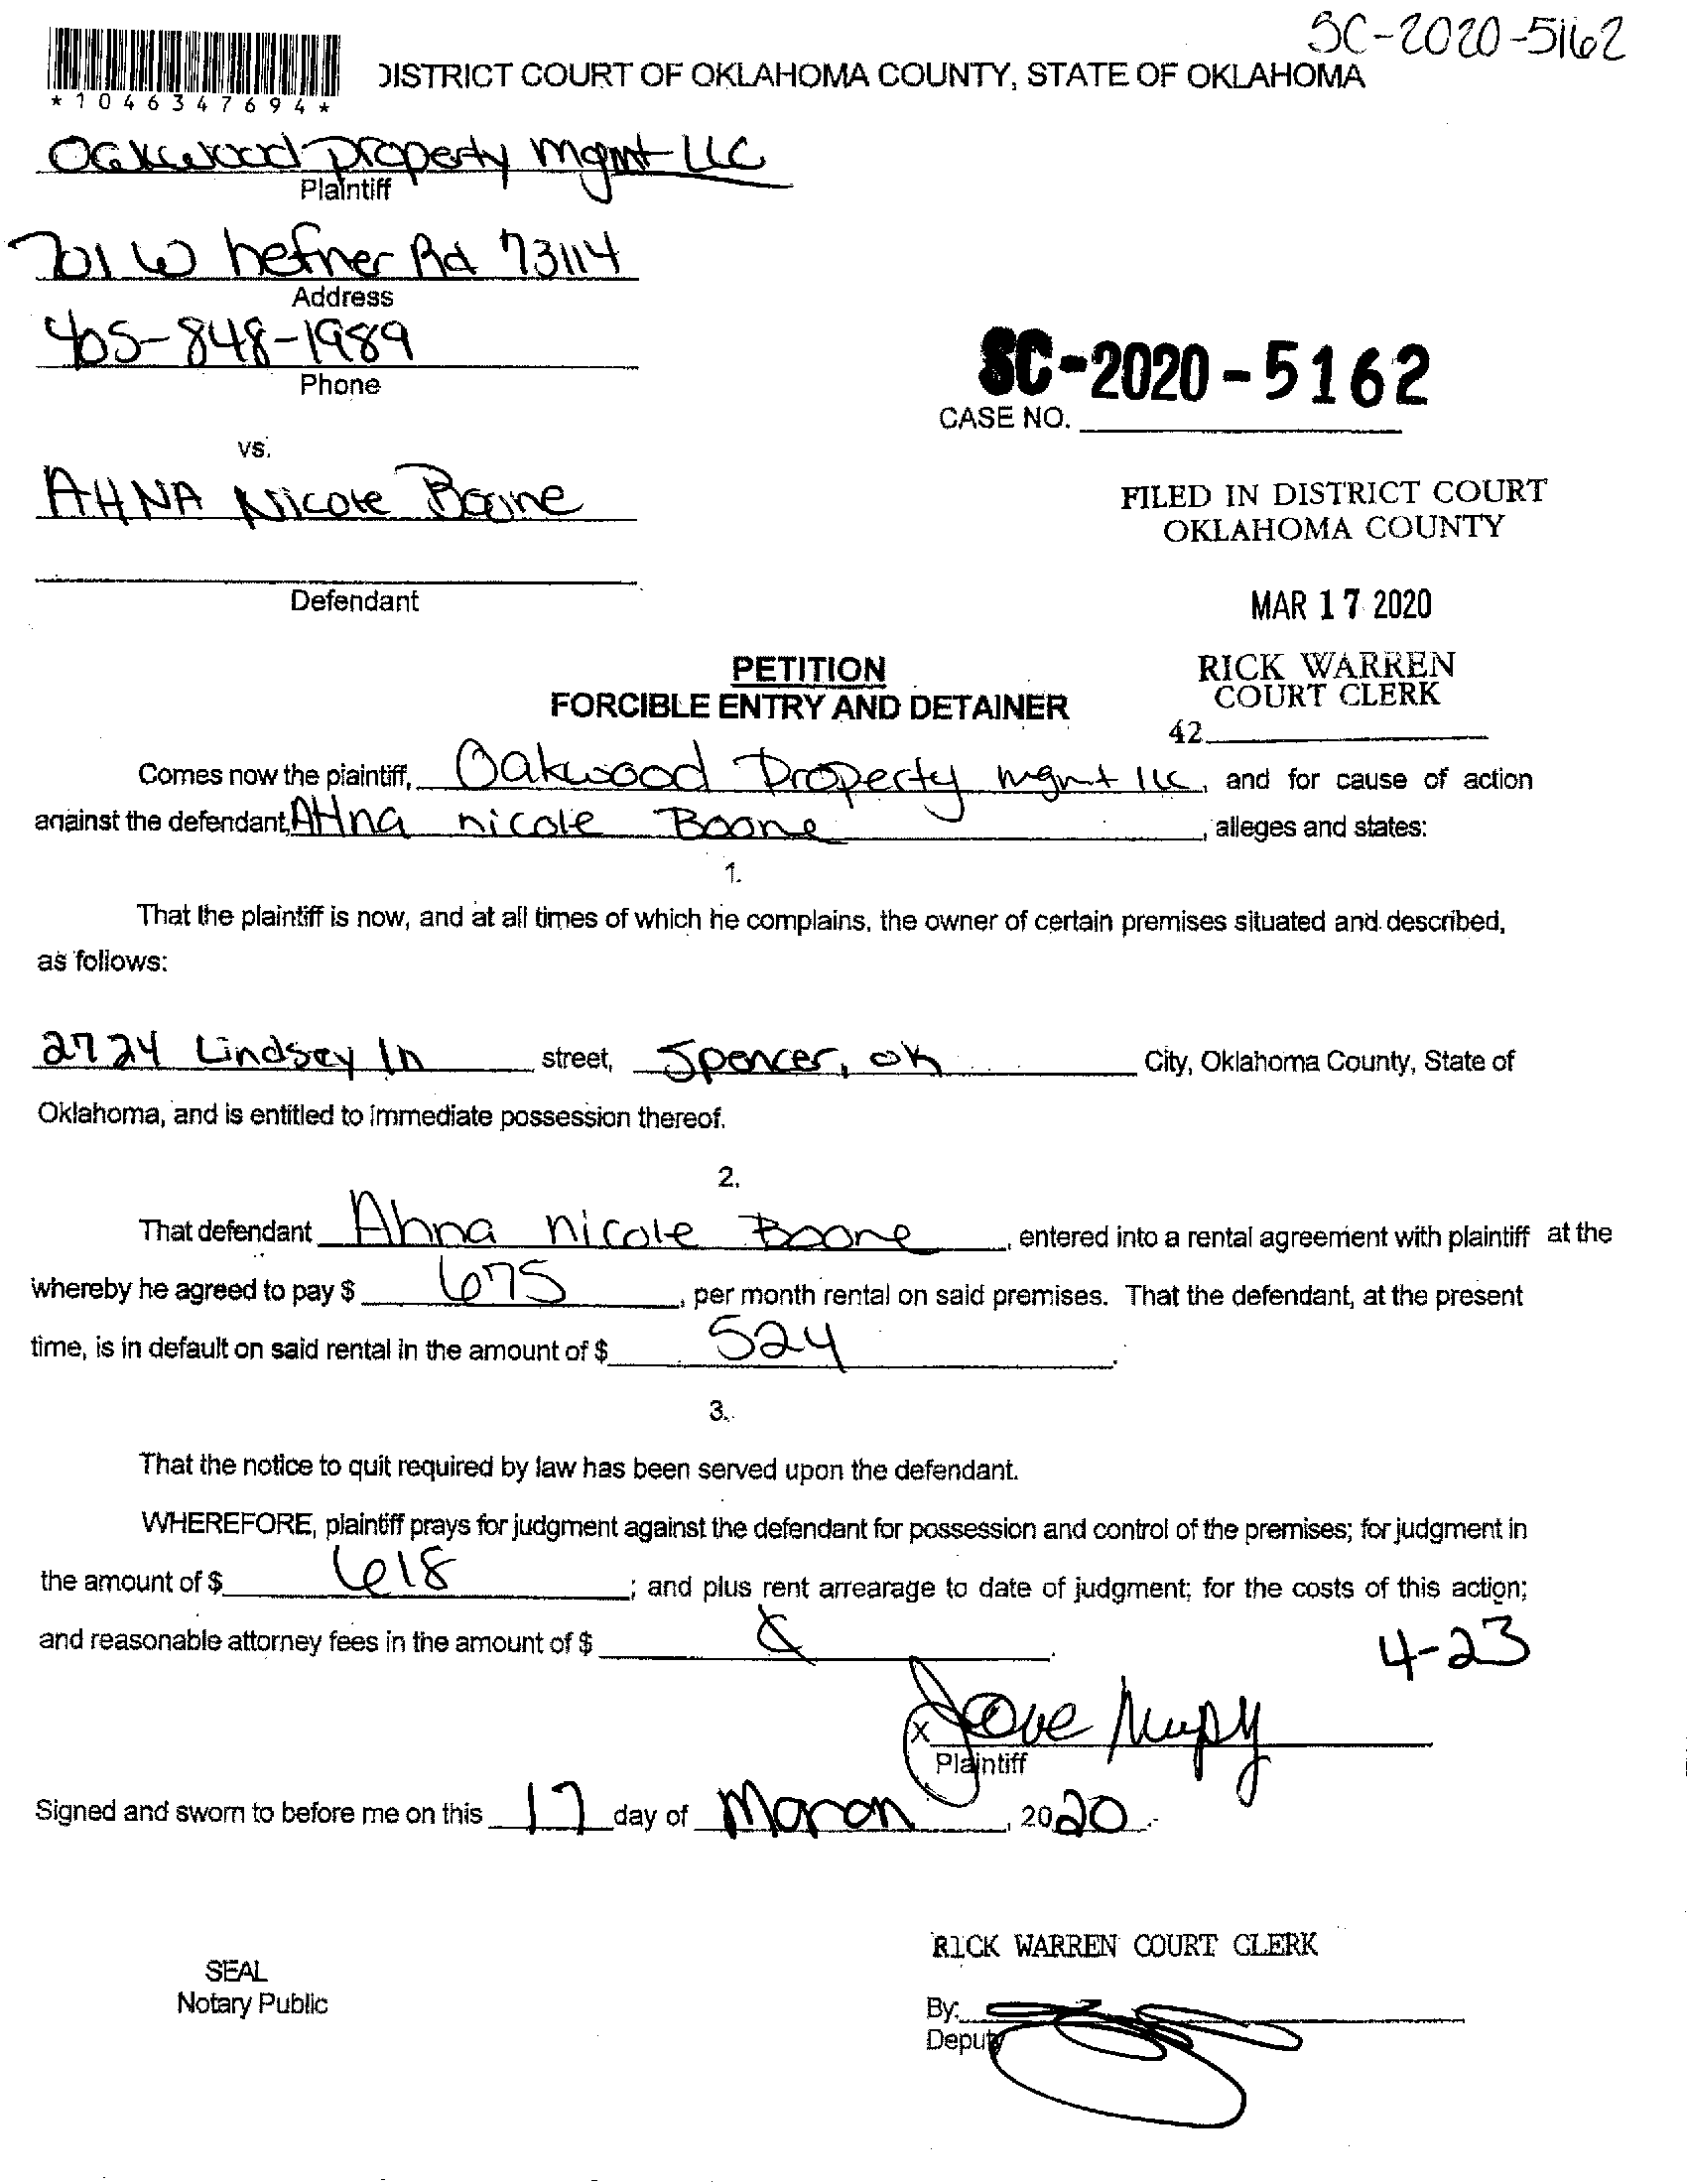 SC-2020-5162
DISTRICT COURT OF OKLAHOMA COUNTY, STATE OF OKLAHOMA
*1046347694*
Oakwood Property Mgmt LLC
Plaintiff
701 W hefner Rd 73114
Address
405-848-1989
Phone
SC-2020-5162
CASE NO.
vs.
AHNA Nicole Boone
FILED IN DISTRICT COURT
OKLAHOMA COUNTY
Defendant
MAR 17 2020
PETITION
FORCIBLE ENTRY AND DETAINER
RICK WARREN
COURT CLERK
42
Comes now the plaintiff, Oakwood Property mgmt llc, and for cause of action
against the defendant, AHna nicole Boone, alleges and states:
1.
That the plaintiff is now, and at all times of which he complains, the owner of certain premises situated and described,
as follows:
2724 Lindsey ln street, Spencer, ok City, Oklahoma County, State of
Oklahoma, and is entitled to immediate possession thereof.
2.
That defendant Ahna nicole Boone, entered into a rental agreement with plaintiff at the
whereby he agreed to pay $ 675, per month rental on said premises. That the defendant, at the present
time, is in default on said rental in the amount of $ 524.
3.
That the notice to quit required by law has been served upon the defendant.
WHEREFORE, plaintiff prays for judgment against the defendant for possession and control of the premises; for judgment in
the amount of $ 618; and plus rent arrearage to date of judgment; for the costs of this action;
and reasonable attorney fees in the amount of $
4-23
X
Plaintiff
Signed and sworn to before me on this 17 day of March, 2020.
RICK WARREN COURT CLERK
SEAL
Notary Public
By:
Deputy